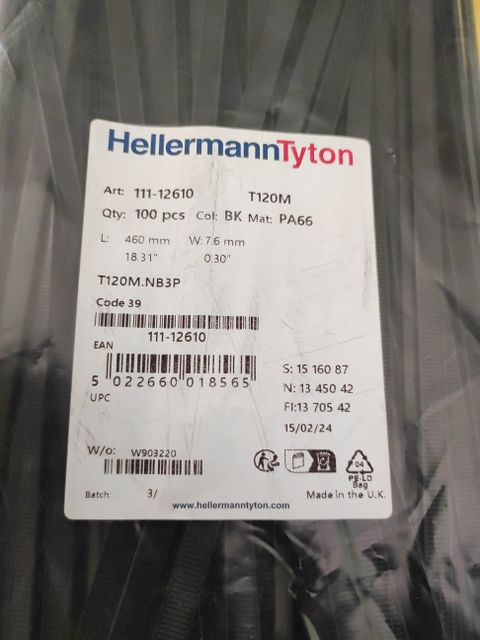 HellermannTyton
Art: 111-12610 T120M
Qty: 100 pcs Col: BK Mat: PA66
L: 460 mm W: 7.6 mm
18.31" 0.30"
T120M.NB3P
Code 39
111-12610
EAN
5 022660 018565
UPC
S: 15 160 87
N: 13 450 42
FI:13 705 42
15/02/24
W/o: W903220
04
PE-LD
Bag
Batch: 3/
Made in the U.K.
www.hellermanntyton.com